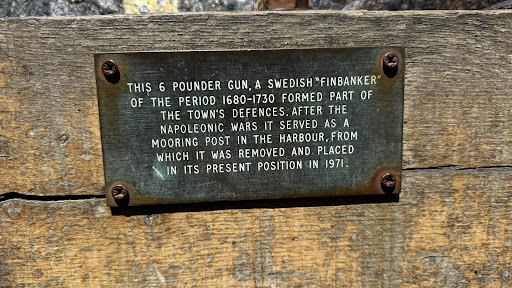 THIS 6 POUNDER GUN, A SWEDISH "FINBANKER"
OF THE PERIOD 1680-1730 FORMED PART OF
THE TOWN'S DEFENCES. AFTER THE
NAPOLEONIC WARS IT SERVED AS A
MOORING POST IN THE HARBOUR, FROM
WHICH IT WAS REMOVED AND PLACED
IN ITS PRESENT POSITION IN 1971.